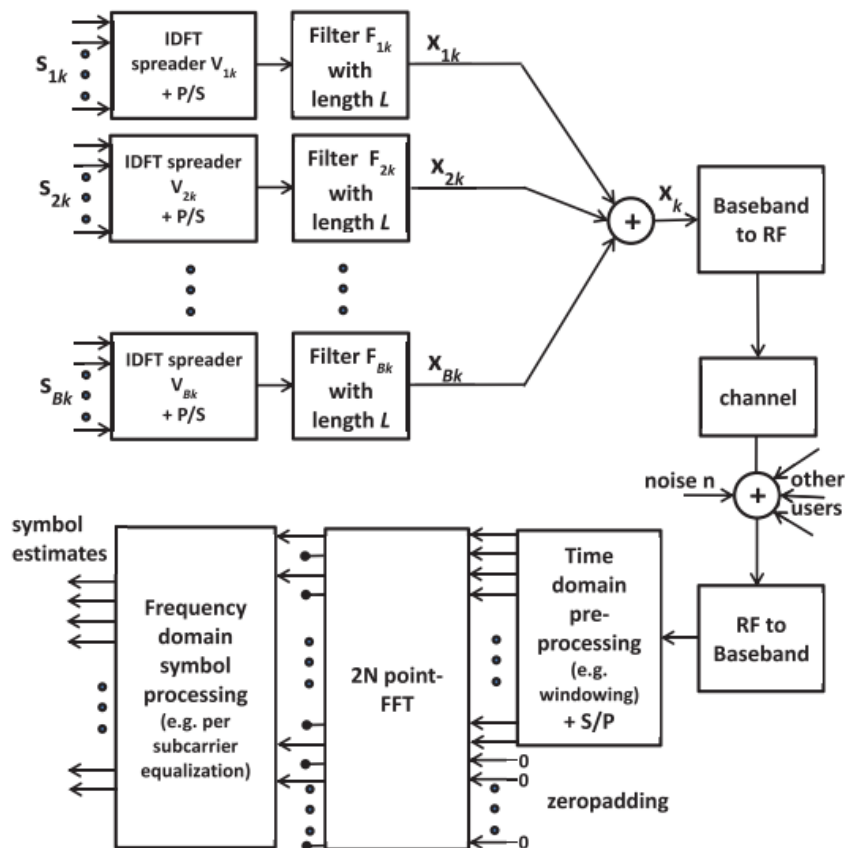 IDFT
spreader V1k
+ P/S
Filter F1k
with
length L
S1k
x1k
IDFT spreader
V2k
+ P/S
Filter F2k
with
length L
S2k
x2k
+
xk
Baseband
to RF
IDFT spreader
VBk
+ P/S
Filter FBk
with
length L
SBk
xBk
channel
noise n
+
other
users
RF to
Baseband
Time
domain
pre-
processing
(e.g.
windowing)
+ S/P
0
0
0
zeropadding
2N point-
FFT
Frequency
domain
symbol
processing
(e.g. per
subcarrier
equalization)
symbol
estimates